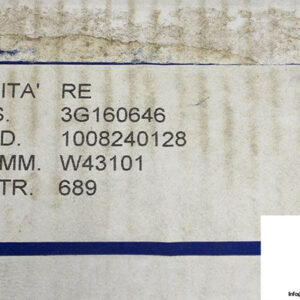 ITA' RE
S. 3G160646
D. 1008240128
MM. W43101
TR. 689